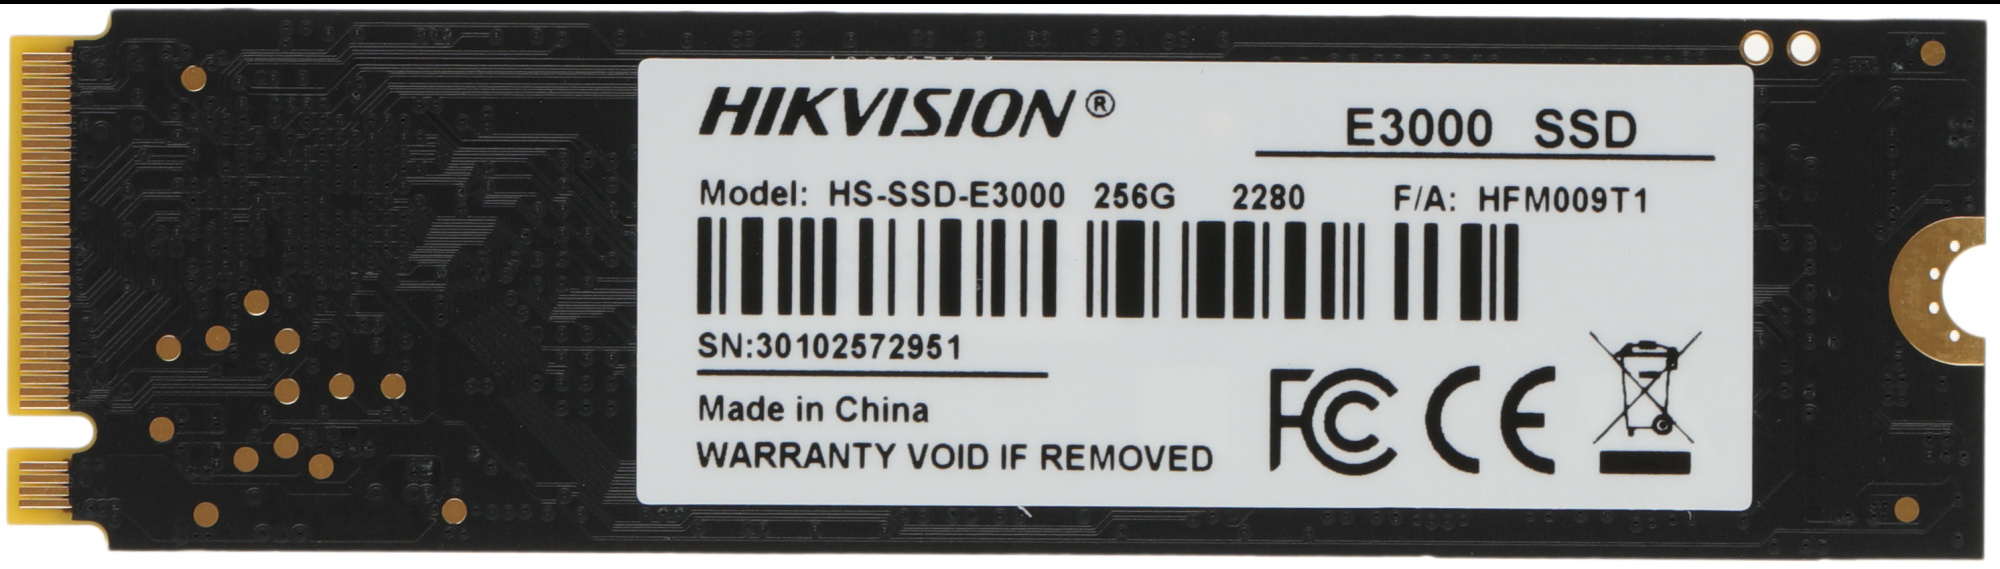 HIKVISION®
E3000 SSD
Model: HS-SSD-E3000 256G 2280 F/A: HFM009T1
SN:30102572951
Made in China
WARRANTY VOID IF REMOVED
FC CE